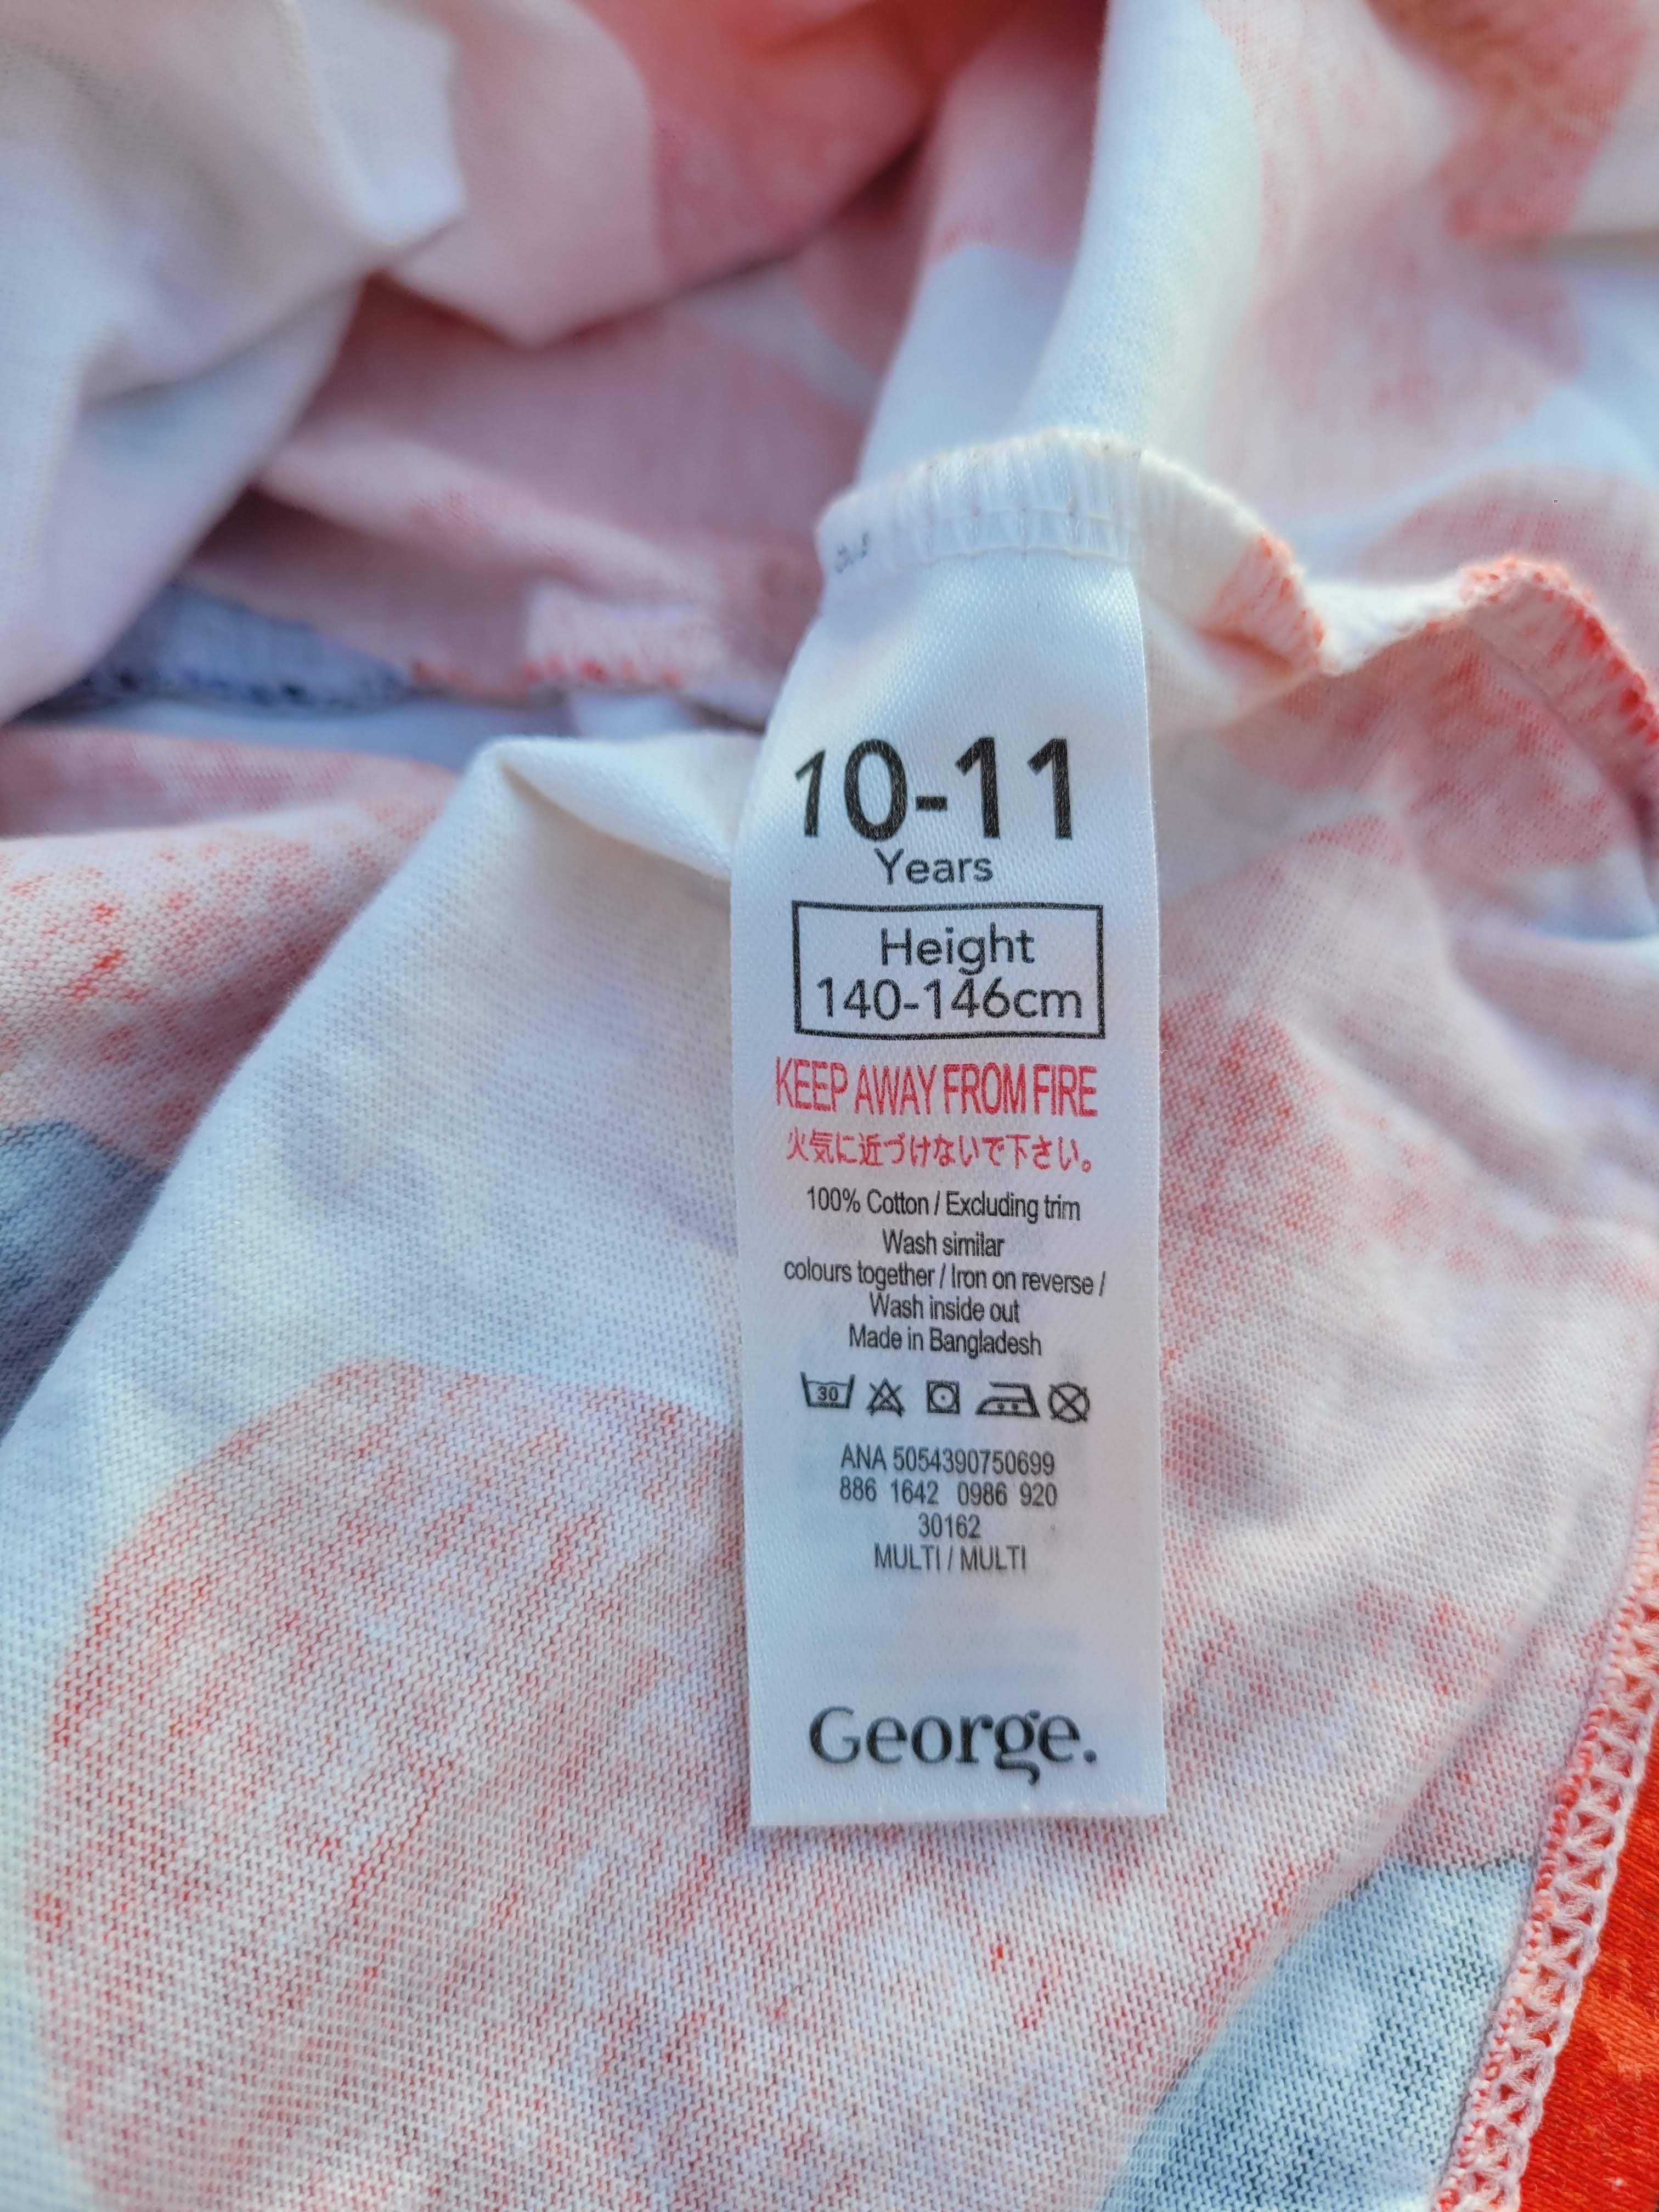 10-11
Years
Height
140-146cm
KEEP AWAY FROM FIRE
火気に近づけないで下さい。
100% Cotton / Excluding trim
Wash similar
colours together / Iron on reverse /
Wash inside out
Made in Bangladesh
30
ANA 5054390750699
886 1642 0986 920
30162
MULTI / MULTI
George.